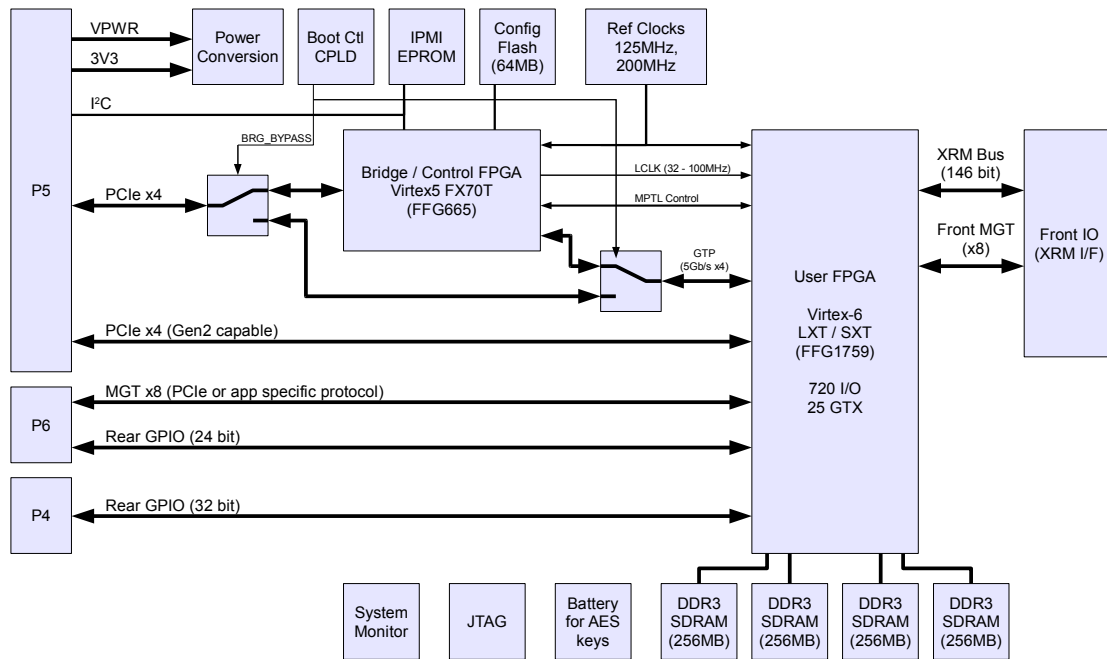 VPWR
3V3
I²C
P5
Power
Conversion
Boot Ctl
CPLD
IPMI
EPROM
Config
Flash
(64MB)
Ref Clocks
125MHz,
200MHz
BRG_BYPASS
PCIe x4
Bridge / Control FPGA
Virtex5 FX70T
(FFG665)
LCLK (32 - 100MHz)
MPTL Control
GTP
(5Gb/s x4)
User FPGA
Virtex-6
LXT / SXT
(FFG1759)
720 I/O
25 GTX
XRM Bus
(146 bit)
Front MGT
(x8)
Front IO
(XRM I/F)
PCIe x4 (Gen2 capable)
P6
MGT x8 (PCIe or app specific protocol)
Rear GPIO (24 bit)
P4
Rear GPIO (32 bit)
System
Monitor
JTAG
Battery
for AES
keys
DDR3
SDRAM
(256MB)
DDR3
SDRAM
(256MB)
DDR3
SDRAM
(256MB)
DDR3
SDRAM
(256MB)